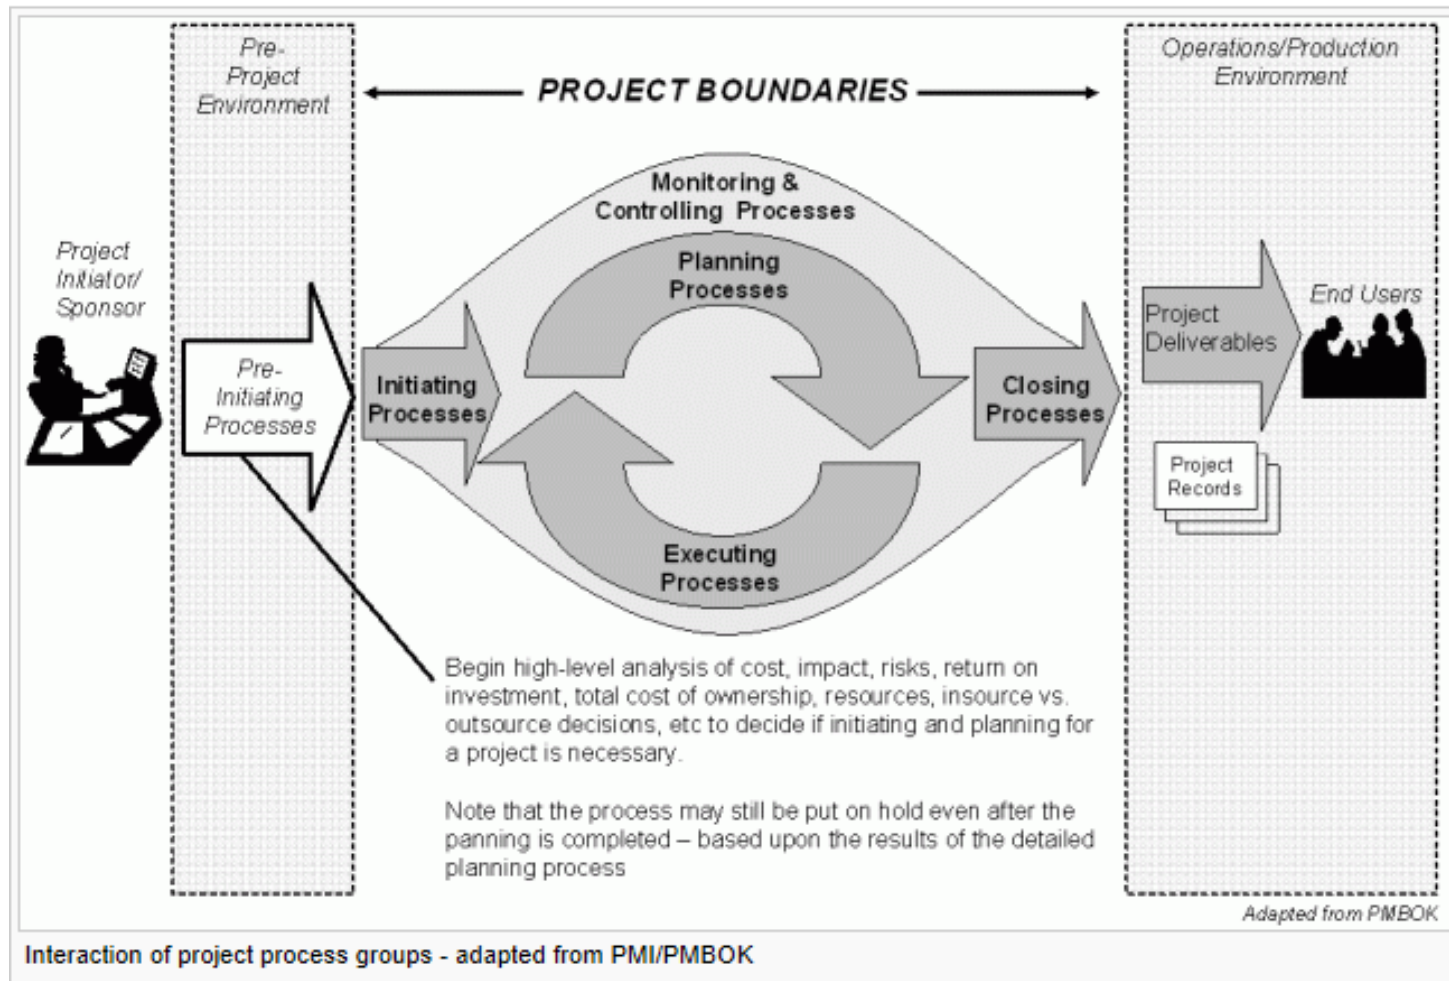 Pre-
Project
Environment
PROJECT BOUNDARIES
Operations/Production
Environment
Monitoring &
Controlling Processes
Planning
Processes
Project
Initiator/
Sponsor
Pre-
Initiating
Processes
Initiating
Processes
Closing
Processes
Project
Deliverables
End Users
Project
Records
Executing
Processes
Begin high-level analysis of cost, impact, risks, return on
investment, total cost of ownership, resources, insource vs.
outsource decisions, etc to decide if initiating and planning for
a project is necessary.
Note that the process may still be put on hold even after the
panning is completed – based upon the results of the detailed
planning process
Adapted from PMBOK
Interaction of project process groups - adapted from PMI/PMBOK